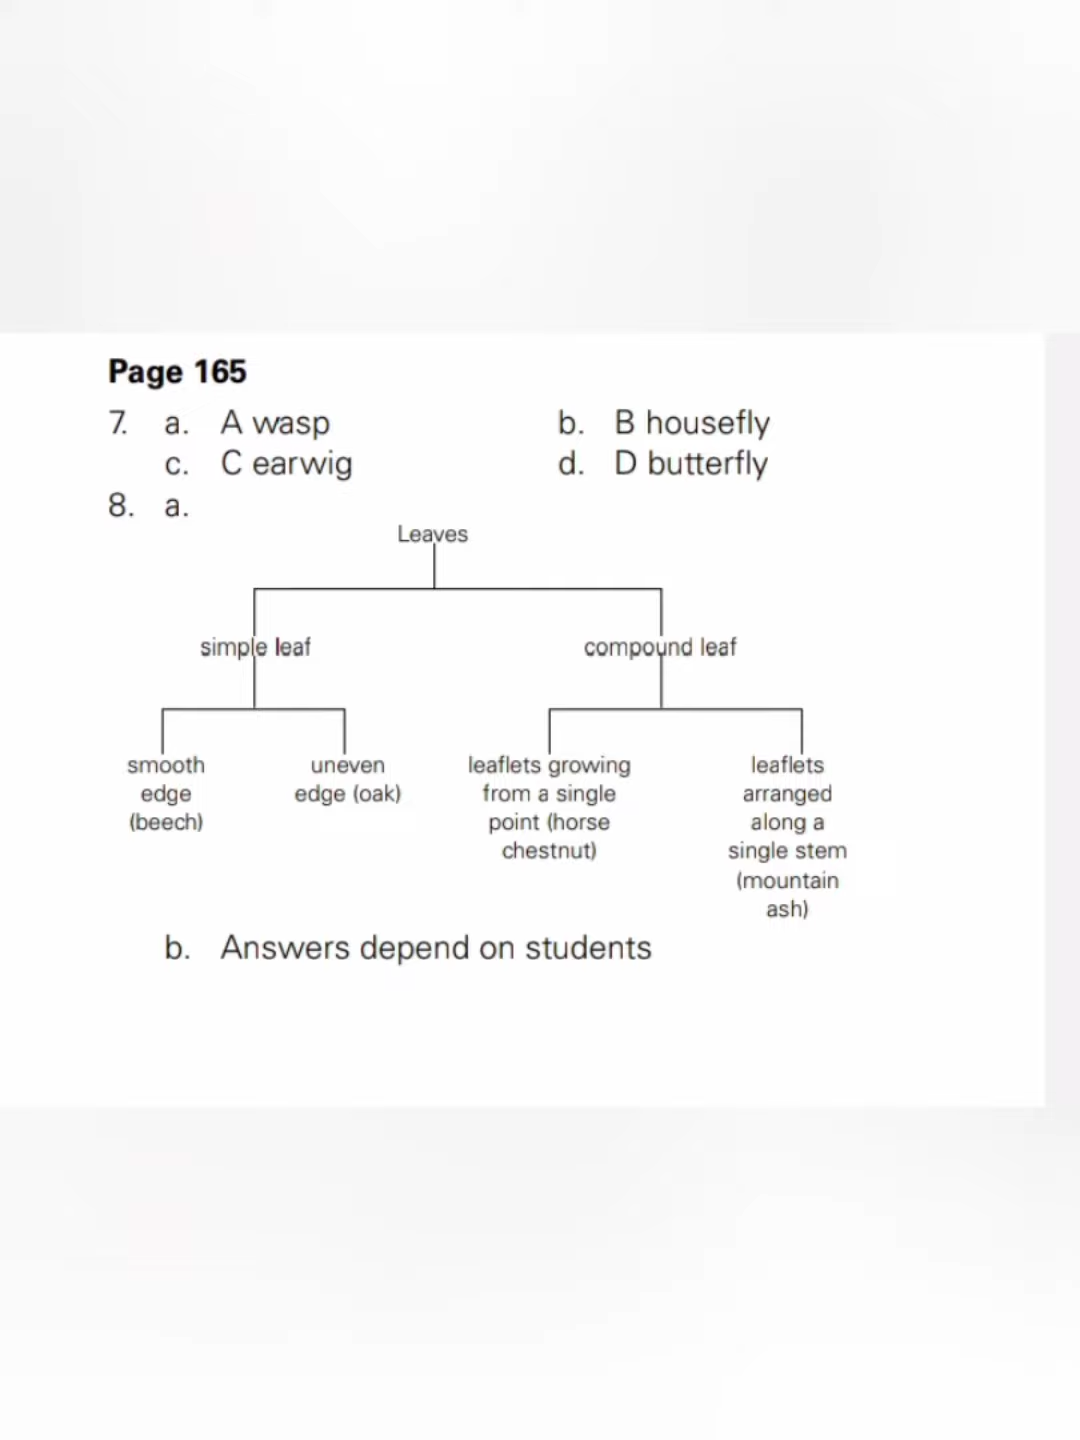 Page 165
7. a. A wasp b. B housefly
c. C earwig d. D butterfly
8. a.
Leaves
simple leaf compound leaf
smooth edge (beech)
uneven edge (oak)
leaflets growing from a single point (horse chestnut)
leaflets arranged along a single stem (mountain ash)
b. Answers depend on students